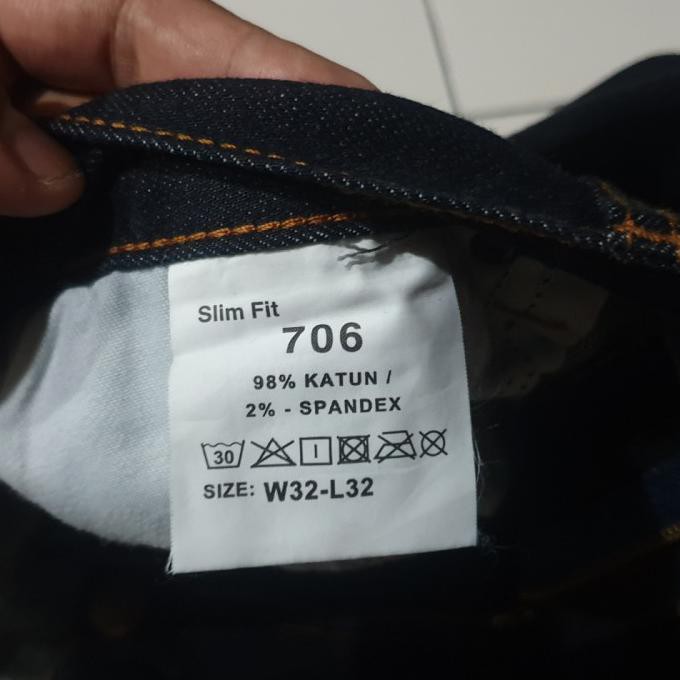 Slim Fit
706
98% KATUN /
2% - SPANDEX
30
SIZE: W32-L32